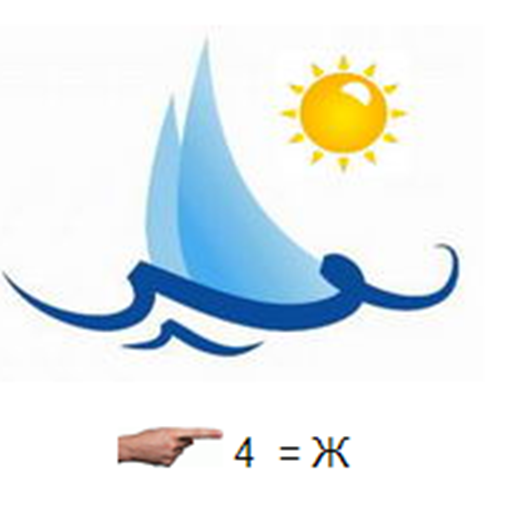 4 = Ж